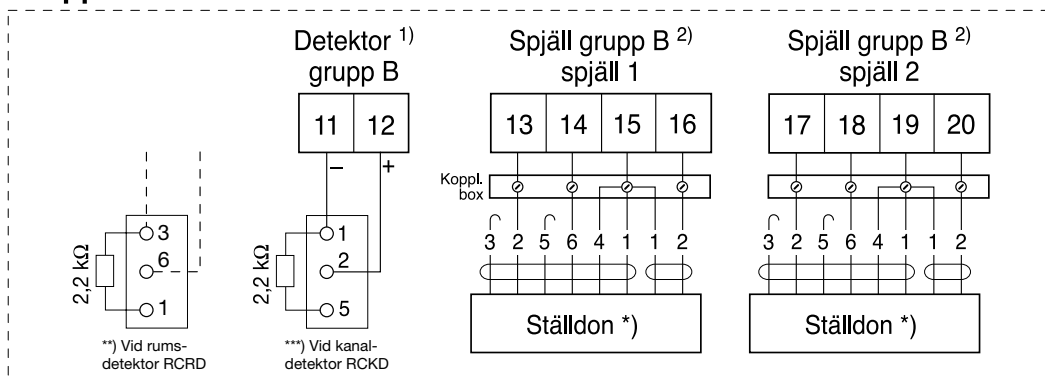 Detektor 1)
grupp B
Spjäll grupp B 2)
spjäll 1
Spjäll grupp B 2)
spjäll 2
11 12
13 14 15 16
17 18 19 20
– +
Koppl.
box
3 2 5 6 4 1 1 2
3 2 5 6 4 1 1 2
2,2 kΩ
3
6
1
2,2 kΩ
1
2
5
Ställdon *)
Ställdon *)
**) Vid rums-
detektor RCRD
***) Vid kanal-
detektor RCKD